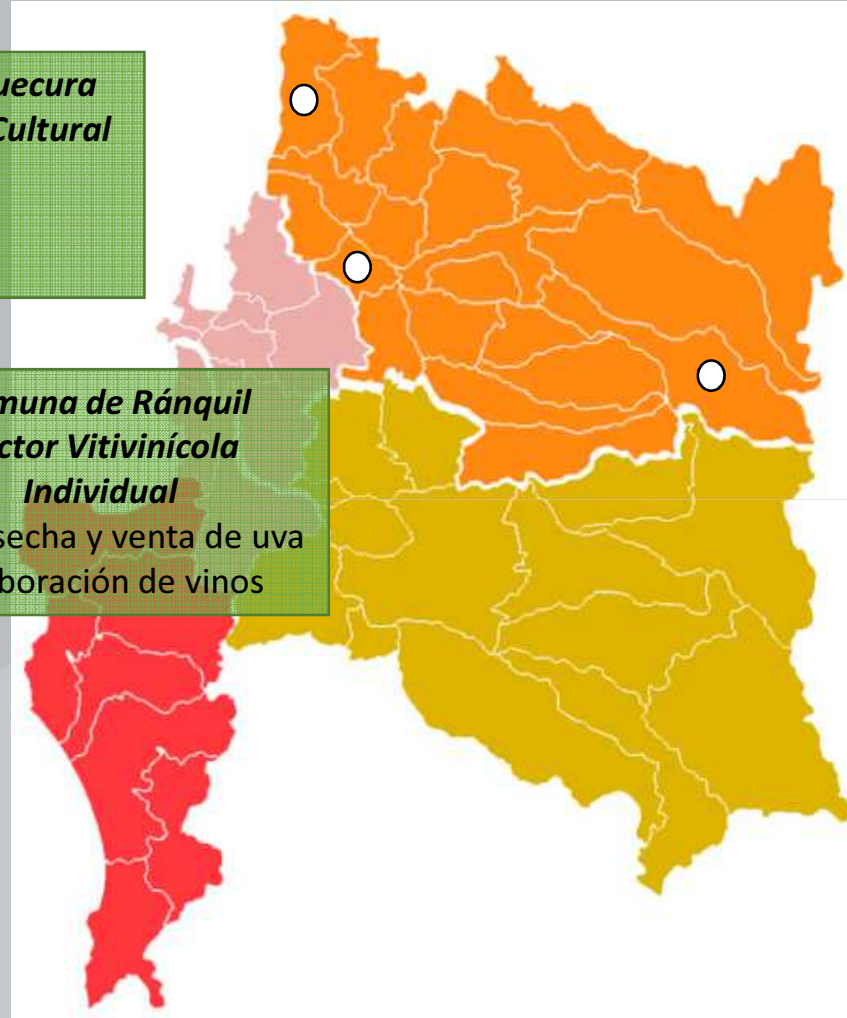 uecura
Cultural
muna de Ránquil
ctor Vitivinícola
Individual
secha y venta de uva
boración de vinos